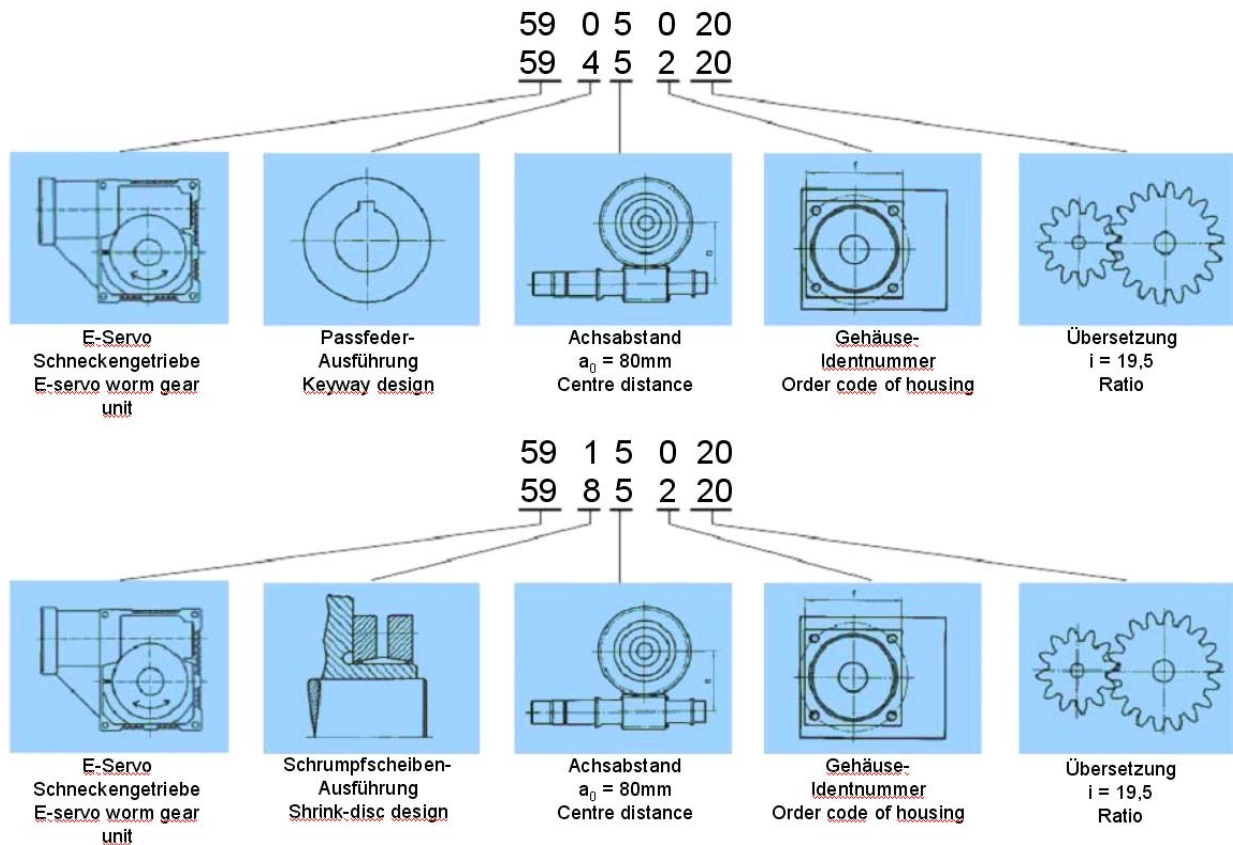 59 0 5 0 20
59 4 5 2 20
E-Servo
Schneckengetriebe
E-servo worm gear
unit
Passfeder-
Ausführung
Keyway design
Achsabstand
a₀ = 80mm
Centre distance
f
Gehäuse-
Identnummer
Order code of housing
Übersetzung
i = 19,5
Ratio
59 1 5 0 20
59 8 5 2 20
E-Servo
Schneckengetriebe
E-servo worm gear
unit
Schrumpfscheiben-
Ausführung
Shrink-disc design
Achsabstand
a₀ = 80mm
Centre distance
f
Gehäuse-
Identnummer
Order code of housing
Übersetzung
i = 19,5
Ratio